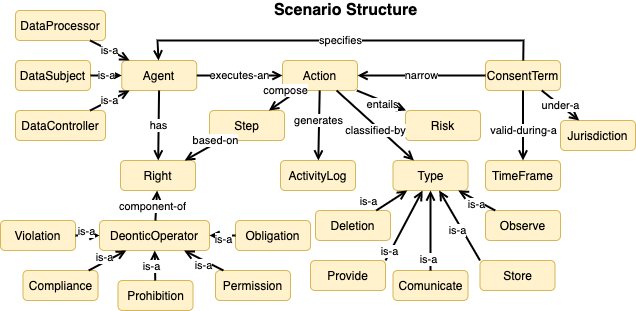 Scenario Structure
DataProcessor
specifies
is-a
DataSubject
is-a
Agent
executes-an
Action
narrow
ConsentTerm
is-a
compose
entails
under-a
DataController
has
Step
generates
classified-by
Risk
valid-during-a
Jurisdiction
based-on
Right
ActivityLog
Type
TimeFrame
component-of
is-a
is-a
Deletion
Observe
Violation
is-a
DeonticOperator
is-a
Obligation
is-a
is-a
is-a
is-a
is-a
is-a
Compliance
Prohibition
Permission
Provide
Comunicate
Store